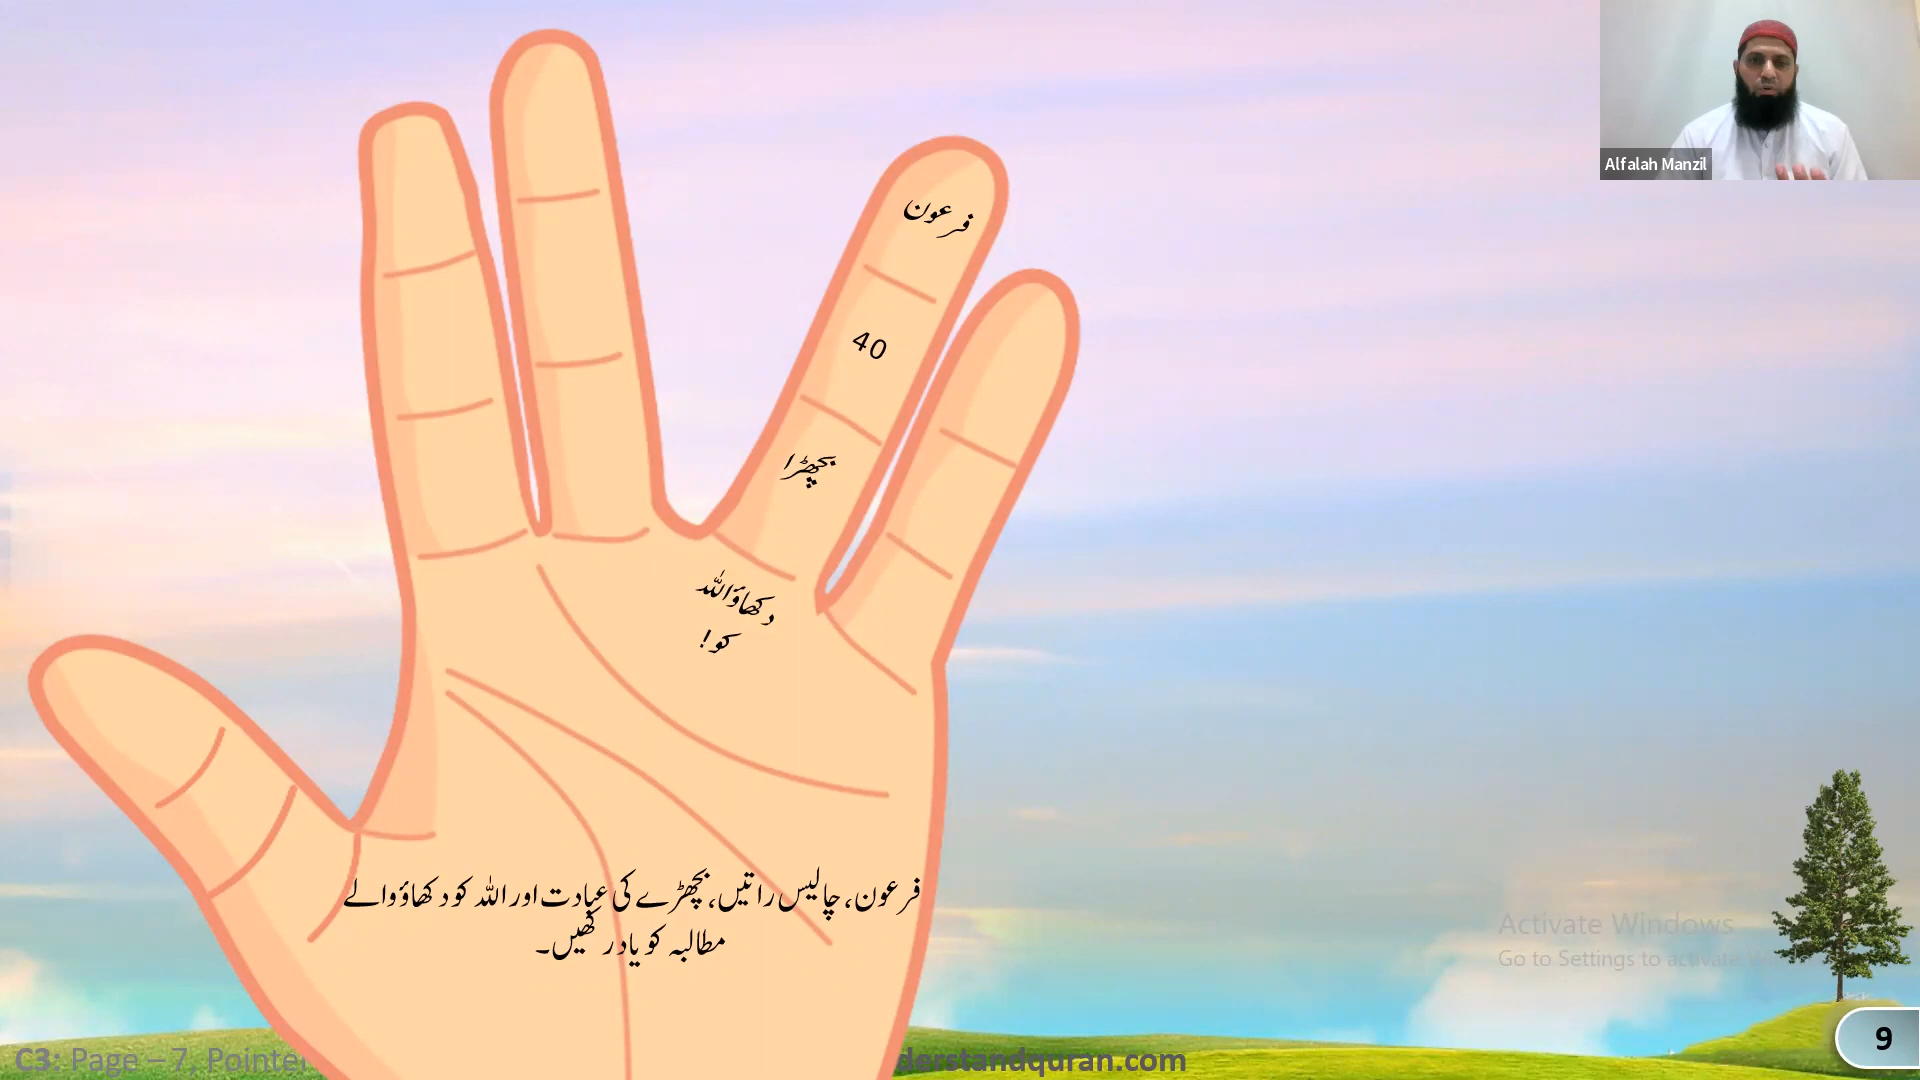 Alfalah Manzil
فرعون
40
بچھڑا
دکھاؤ اللہ
کو!
فرعون، چالیس راتیں، بچھڑے کی عبادت اور اللہ کو دکھاؤ والے
مطالبہ کو یاد رکھیں۔
Activate Windows
Go to Settings to activate
C3: Page – 7, Pointer
derstandquran.com
9